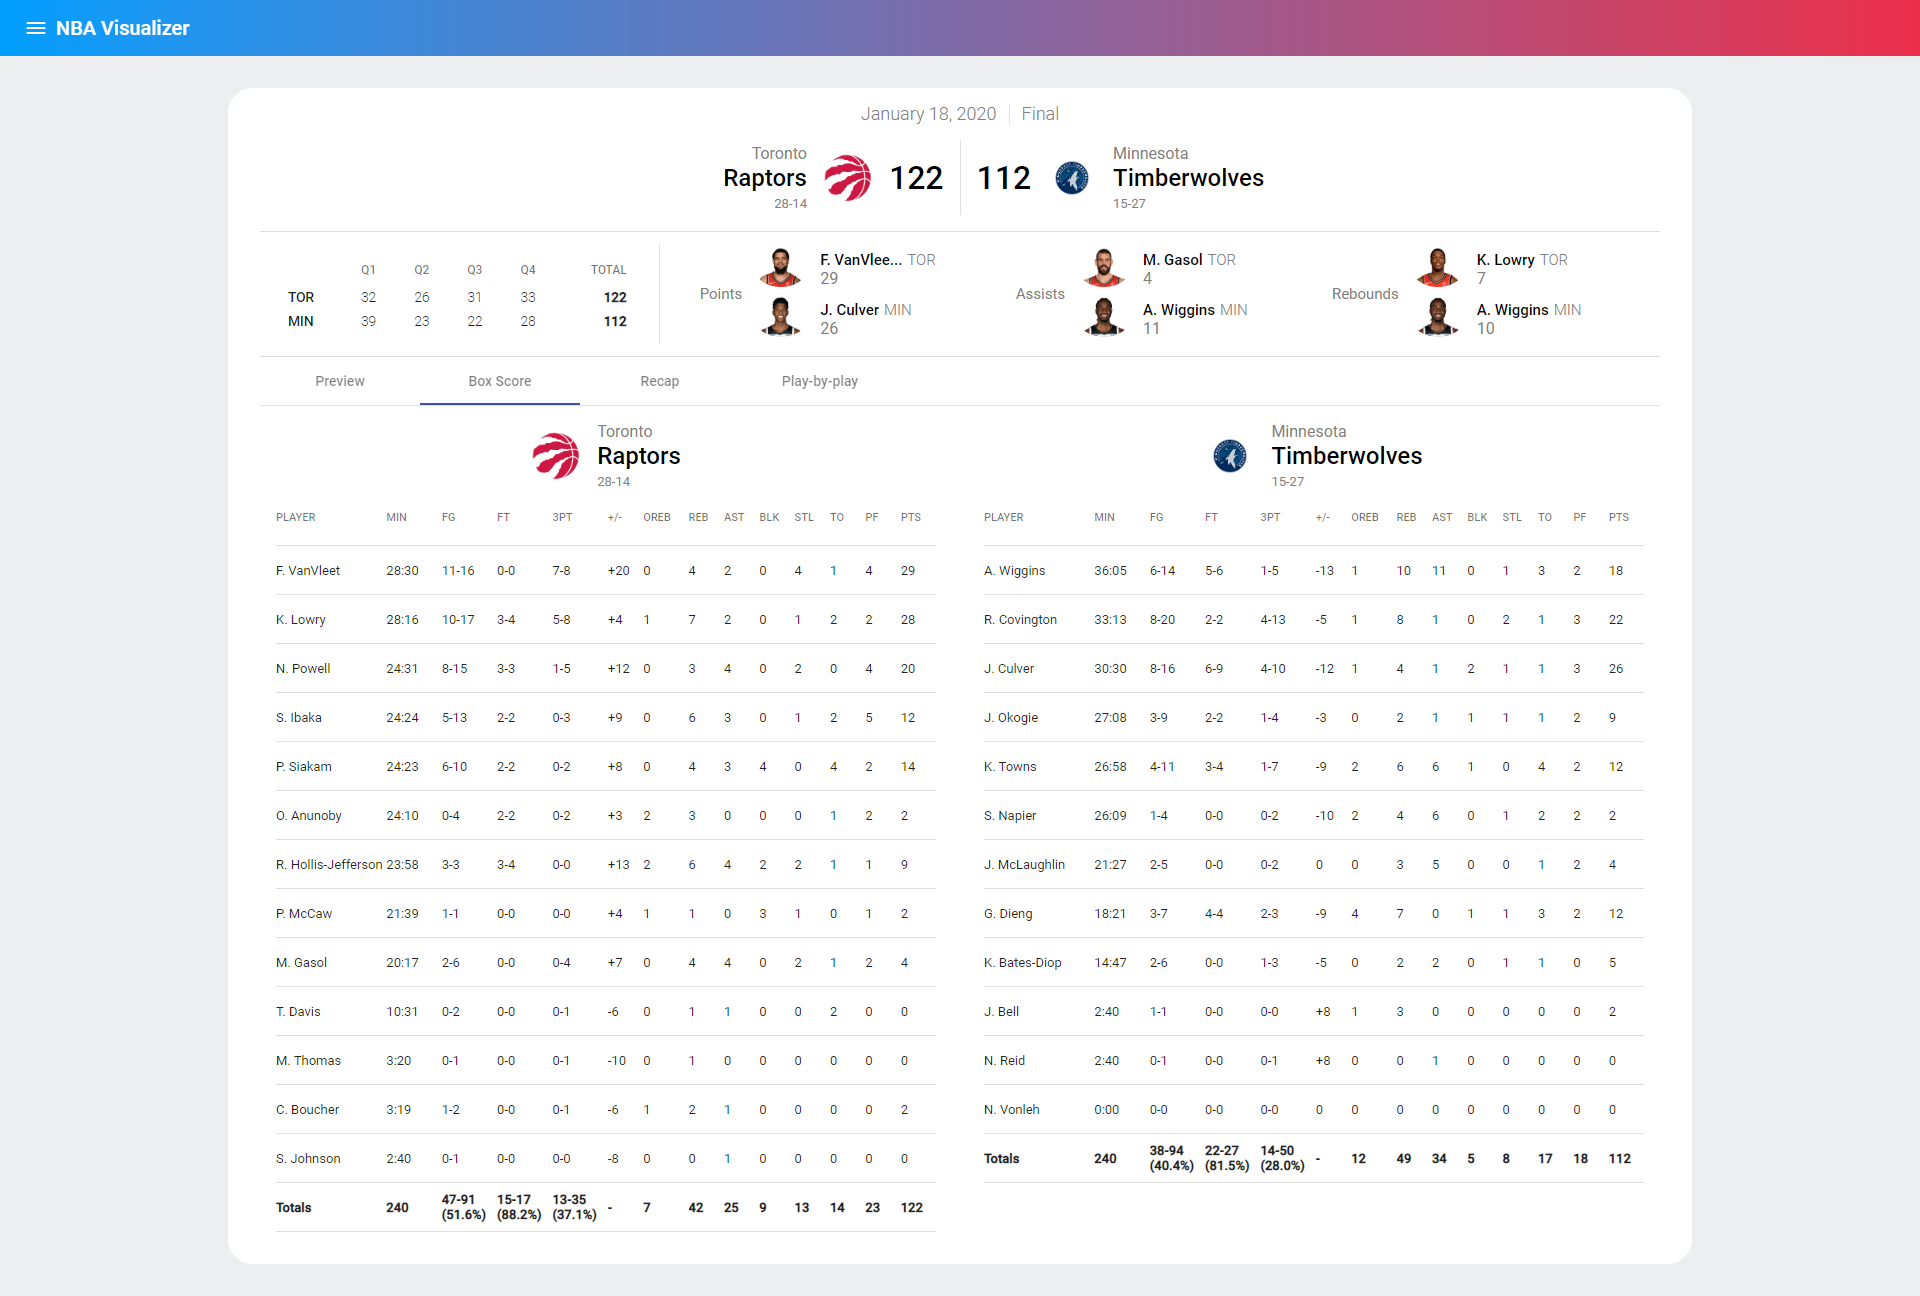 NBA Visualizer
January 18, 2020 Final
Toronto
Raptors
28-14
122
112
Minnesota
Timberwolves
15-27
Q1 Q2 Q3 Q4 TOTAL
TOR 32 26 31 33 122
MIN 39 23 22 28 112
Points
F. VanVlee... TOR
29
J. Culver MIN
26
Assists
M. Gasol TOR
4
A. Wiggins MIN
11
Rebounds
K. Lowry TOR
7
A. Wiggins MIN
10
Preview Box Score Recap Play-by-play
Toronto
Raptors
28-14
PLAYER MIN FG FT 3PT +/- OREB REB AST BLK STL TO PF PTS
F. VanVleet 28:30 11-16 0-0 7-8 +20 0 4 2 0 4 1 4 29
K. Lowry 28:16 10-17 3-4 5-8 +4 1 7 2 0 1 2 2 28
N. Powell 24:31 8-15 3-3 1-5 +12 0 3 4 0 2 0 4 20
S. Ibaka 24:24 5-13 2-2 0-3 +9 0 6 3 0 1 2 5 12
P. Siakam 24:23 6-10 2-2 0-2 +8 0 4 3 4 0 4 2 14
O. Anunoby 24:10 0-4 2-2 0-2 +3 2 3 0 0 0 1 2 2
R. Hollis-Jefferson 23:58 3-3 3-4 0-0 +13 2 6 4 2 2 1 1 9
P. McCaw 21:39 1-1 0-0 0-0 +4 1 1 0 3 1 0 1 2
M. Gasol 20:17 2-6 0-0 0-4 +7 0 4 4 0 2 1 2 4
T. Davis 10:31 0-2 0-0 0-1 -6 0 1 1 0 0 2 0 0
M. Thomas 3:20 0-1 0-0 0-1 -10 0 1 0 0 0 0 0 0
C. Boucher 3:19 1-2 0-0 0-1 -6 1 2 1 0 0 0 0 2
S. Johnson 2:40 0-1 0-0 0-0 -8 0 0 1 0 0 0 0 0
Totals 240 47-91 (51.6%) 15-17 (88.2%) 13-35 (37.1%) - 7 42 25 9 13 14 23 122
Minnesota
Timberwolves
15-27
PLAYER MIN FG FT 3PT +/- OREB REB AST BLK STL TO PF PTS
A. Wiggins 36:05 6-14 5-6 1-5 -13 1 10 11 0 1 3 2 18
R. Covington 33:13 8-20 2-2 4-13 -5 1 8 1 0 2 1 3 22
J. Culver 30:30 8-16 6-9 4-10 -12 1 4 1 2 1 1 3 26
J. Okogie 27:08 3-9 2-2 1-4 -3 0 2 1 1 1 1 2 9
K. Towns 26:58 4-11 3-4 1-7 -9 2 6 6 1 0 4 2 12
S. Napier 26:09 1-4 0-0 0-2 -10 2 4 6 0 1 2 2 2
J. McLaughlin 21:27 2-5 0-0 0-2 0 0 3 5 0 0 1 2 4
G. Dieng 18:21 3-7 4-4 2-3 -9 4 7 0 1 1 3 2 12
K. Bates-Diop 14:47 2-6 0-0 1-3 -5 0 2 2 0 1 1 0 5
J. Bell 2:40 1-1 0-0 0-0 +8 1 3 0 0 0 0 0 2
N. Reid 2:40 0-1 0-0 0-1 +8 0 0 1 0 0 0 0 0
N. Vonleh 0:00 0-0 0-0 0-0 0 0 0 0 0 0 0 0 0
Totals 240 38-94 (40.4%) 22-27 (81.5%) 14-50 (28.0%) - 12 49 34 5 8 17 18 112